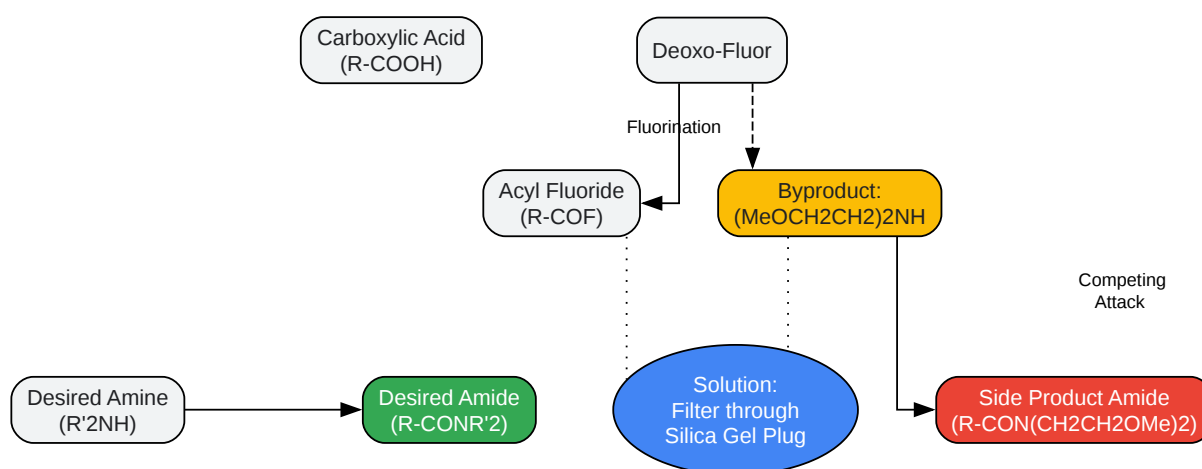 Carboxylic Acid
(R-COOH)
Deoxo-Fluor
Fluorination
Acyl Fluoride
(R-COF)
Byproduct:
(MeOCH2CH2)2NH
Competing
Attack
Desired Amine
(R'2NH)
Desired Amide
(R-CONR'2)
Solution:
Filter through
Silica Gel Plug
Side Product Amide
(R-CON(CH2CH2OMe)2)